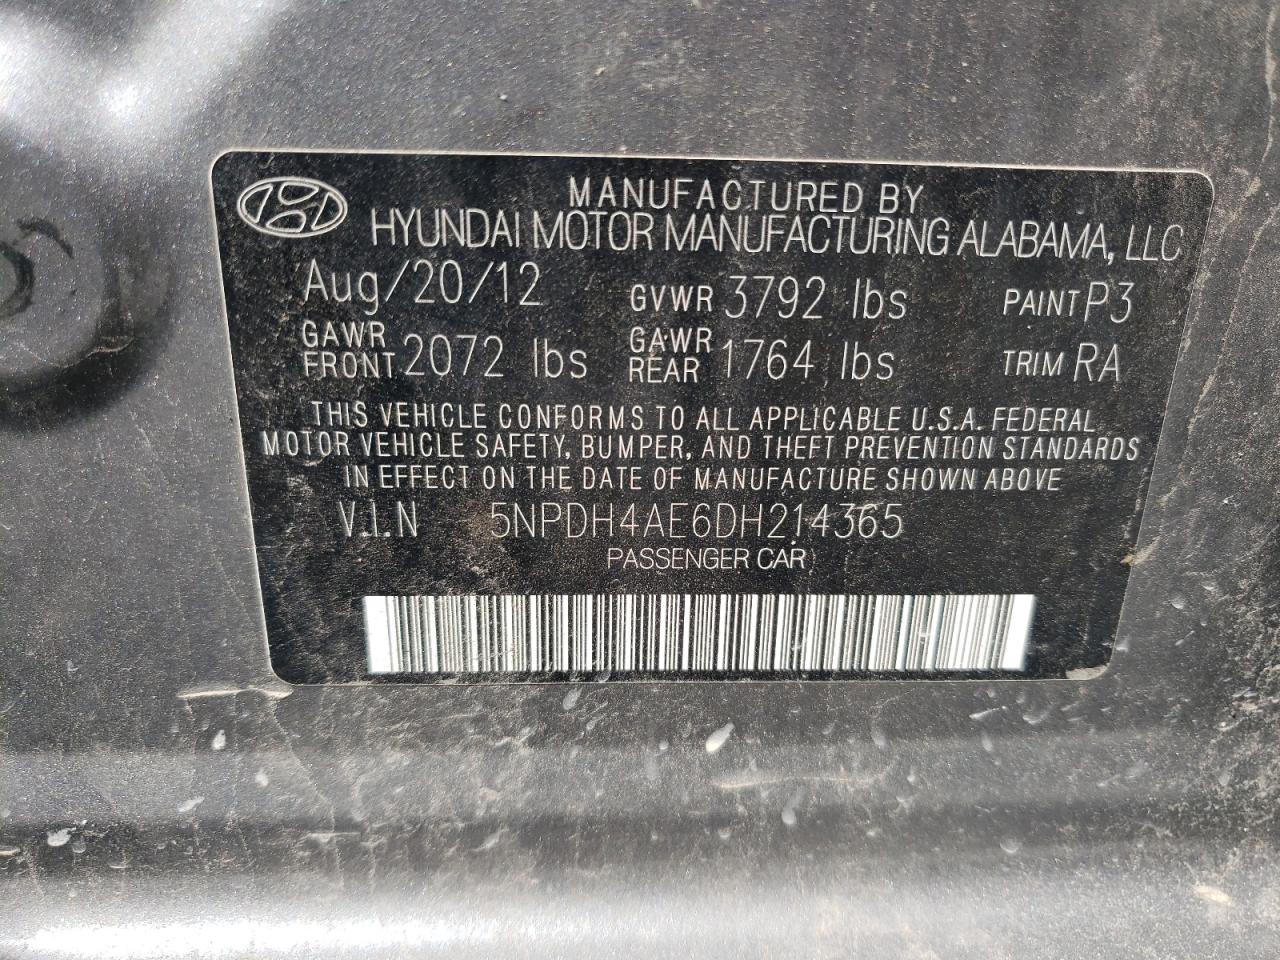 MANUFACTURED BY
HYUNDAI MOTOR MANUFACTURING ALABAMA, LLC
Aug/20/12 GVWR 3792 lbs PAINT P3
GAWR FRONT 2072 lbs GAWR REAR 1764 lbs TRIM RA
THIS VEHICLE CONFORMS TO ALL APPLICABLE U.S.A. FEDERAL
MOTOR VEHICLE SAFETY, BUMPER, AND THEFT PREVENTION STANDARDS
IN EFFECT ON THE DATE OF MANUFACTURE SHOWN ABOVE
V.I.N 5NPDH4AE6DH214365
PASSENGER CAR